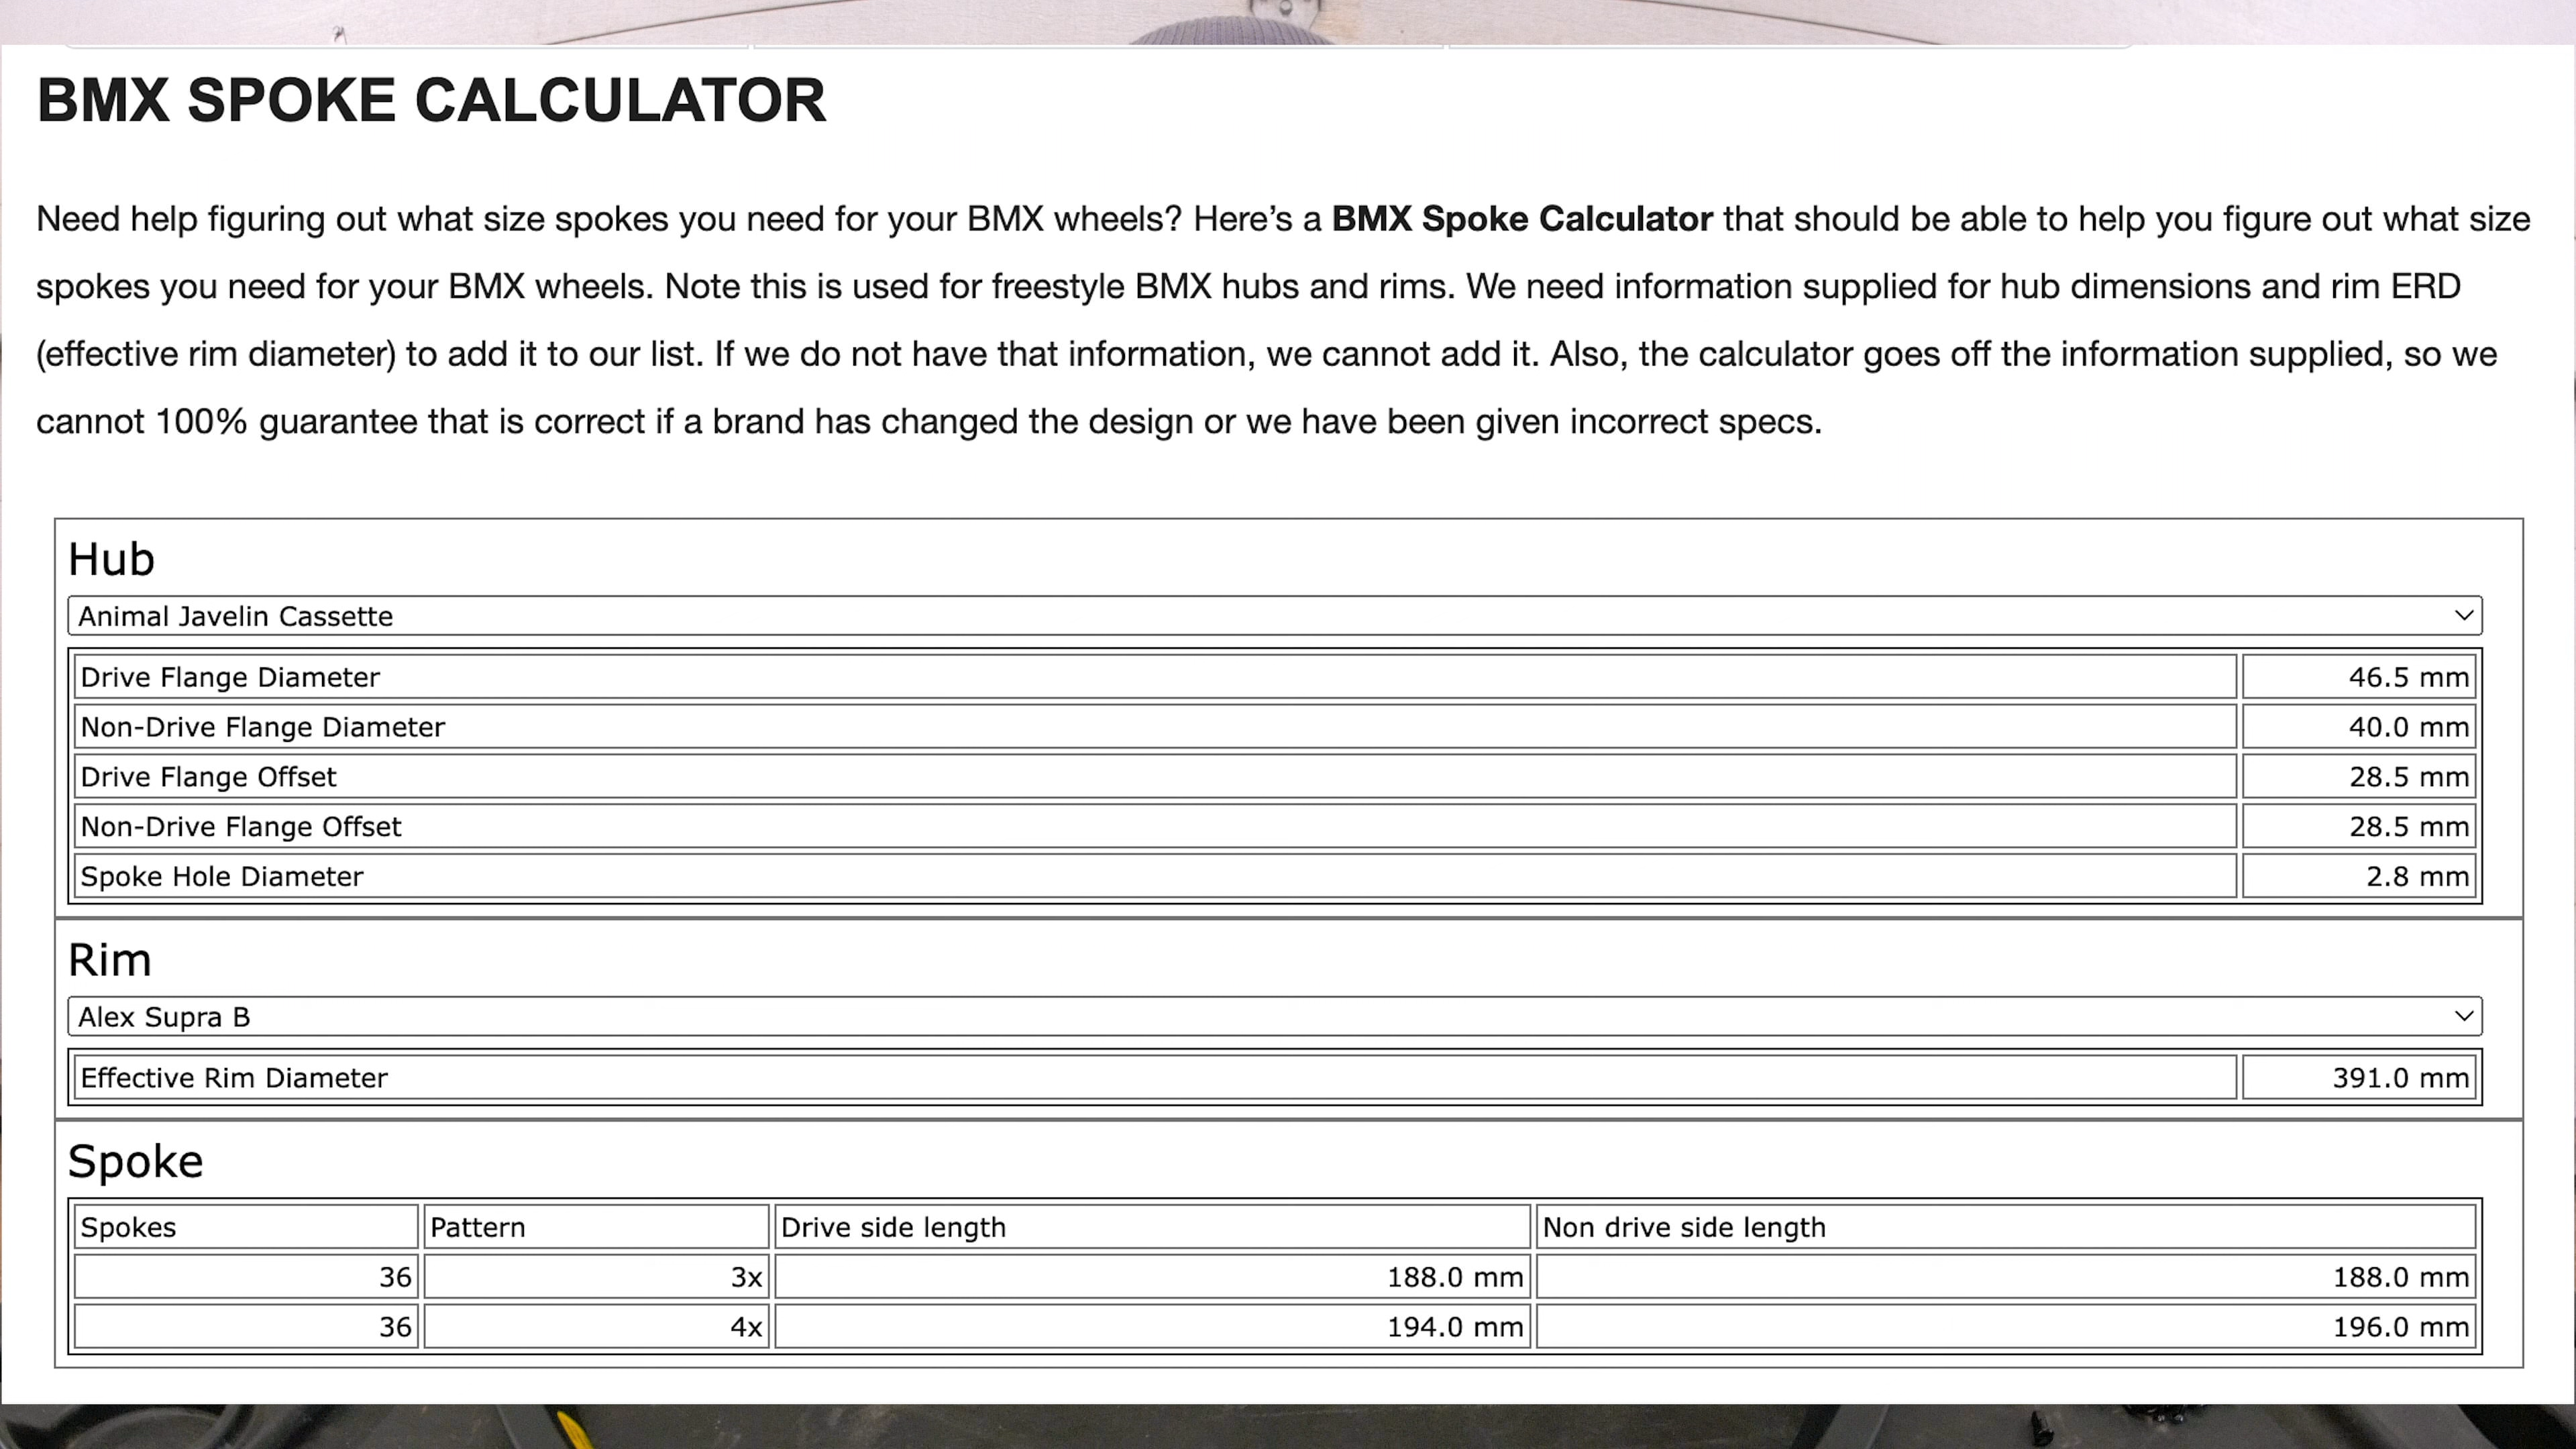 BMX SPOKE CALCULATOR
Need help figuring out what size spokes you need for your BMX wheels? Here’s a BMX Spoke Calculator that should be able to help you figure out what size
spokes you need for your BMX wheels. Note this is used for freestyle BMX hubs and rims. We need information supplied for hub dimensions and rim ERD
(effective rim diameter) to add it to our list. If we do not have that information, we cannot add it. Also, the calculator goes off the information supplied, so we
cannot 100% guarantee that is correct if a brand has changed the design or we have been given incorrect specs.
Hub
Animal Javelin Cassette
Drive Flange Diameter 46.5 mm
Non-Drive Flange Diameter 40.0 mm
Drive Flange Offset 28.5 mm
Non-Drive Flange Offset 28.5 mm
Spoke Hole Diameter 2.8 mm
Rim
Alex Supra B
Effective Rim Diameter 391.0 mm
Spoke
Spokes Pattern Drive side length Non drive side length
36 3x 188.0 mm 188.0 mm
36 4x 194.0 mm 196.0 mm